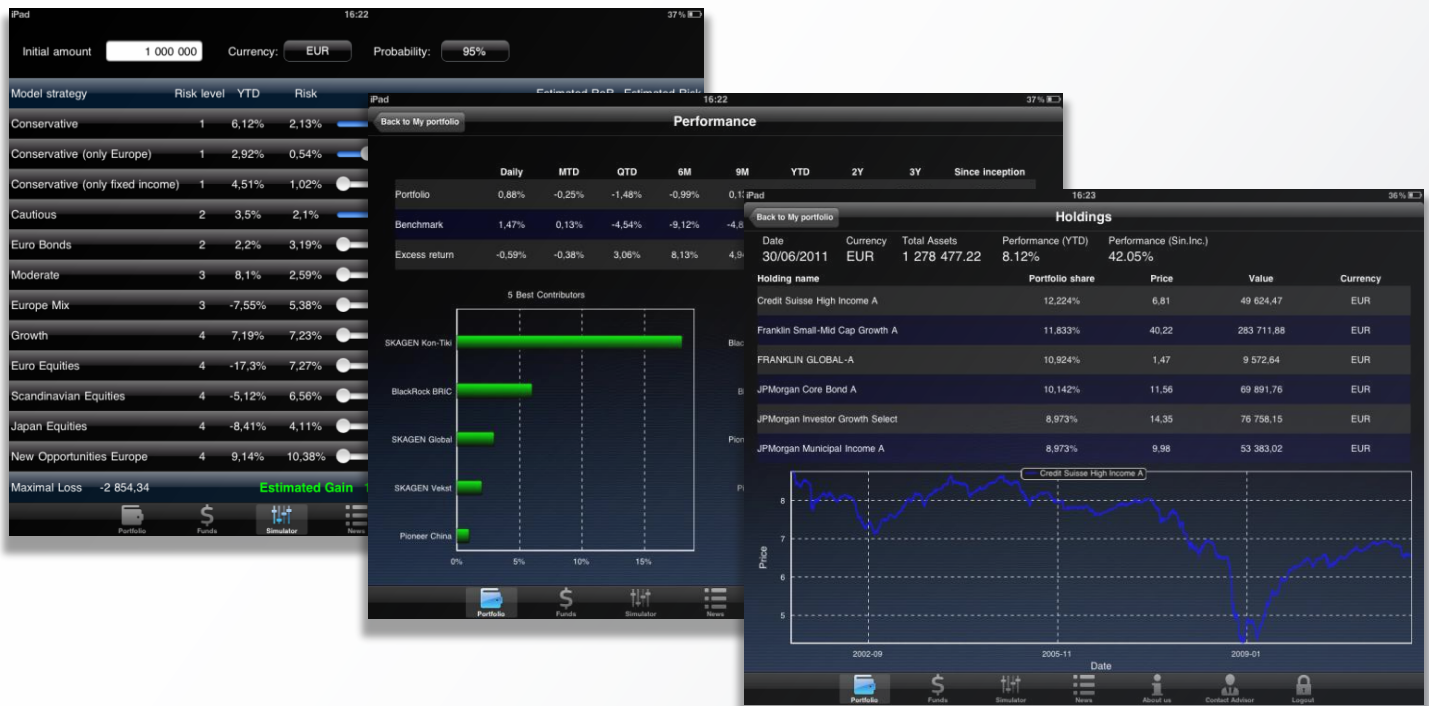 iPad 16:22 37%
Initial amount 1 000 000 Currency: EUR Probability: 95%
Model strategy Risk level YTD Risk Estimated RoR Estimated Risk
Conservative 1 6,12% 2,13%
Conservative (only Europe) 1 2,92% 0,54%
Conservative (only fixed income) 1 4,51% 1,02%
Cautious 2 3,5% 2,1%
Euro Bonds 2 2,2% 3,19%
Moderate 3 8,1% 2,59%
Europe Mix 3 -7,55% 5,38%
Growth 4 7,19% 7,23%
Euro Equities 4 -17,3% 7,27%
Scandinavian Equities 4 -5,12% 6,56%
Japan Equities 4 -8,41% 4,11%
New Opportunities Europe 4 9,14% 10,38%
Maximal Loss -2 854,34 Estimated Gain
Portfolio Funds Simulator News
iPad 16:22 37%
Back to My portfolio Performance
Daily MTD QTD 6M 9M YTD 2Y 3Y Since inception
Portfolio 0,88% -0,25% -1,48% -0,99% 0,1
Benchmark 1,47% 0,13% -4,54% -9,12% -4,8
Excess return -0,59% -0,38% 3,06% 8,13% 4,9
5 Best Contributors
SKAGEN Kon-Tiki Blac
BlackRock BRIC B
SKAGEN Global Pion
SKAGEN Vekst Pi
Pioneer China
0% 5% 10% 15%
Portfolio Funds Simulator News
iPad 16:23 36%
Back to My portfolio Holdings
Date Currency Total Assets Performance (YTD) Performance (Sin.Inc.)
30/06/2011 EUR 1 278 477.22 8.12% 42.05%
Holding name Portfolio share Price Value Currency
Credit Suisse High Income A 12,224% 6,81 49 624,47 EUR
Franklin Small-Mid Cap Growth A 11,833% 40,22 283 711,88 EUR
FRANKLIN GLOBAL-A 10,924% 1,47 9 572,64 EUR
JPMorgan Core Bond A 10,142% 11,56 69 891,76 EUR
JPMorgan Investor Growth Select 8,973% 14,35 76 758,15 EUR
JPMorgan Municipal Income A 8,973% 9,98 53 383,02 EUR
Credit Suisse High Income A
8
7
Price
6
5
2002-09 2005-11 2009-01
Date
Portfolio Funds Simulator News About us Contact Advisor Logout